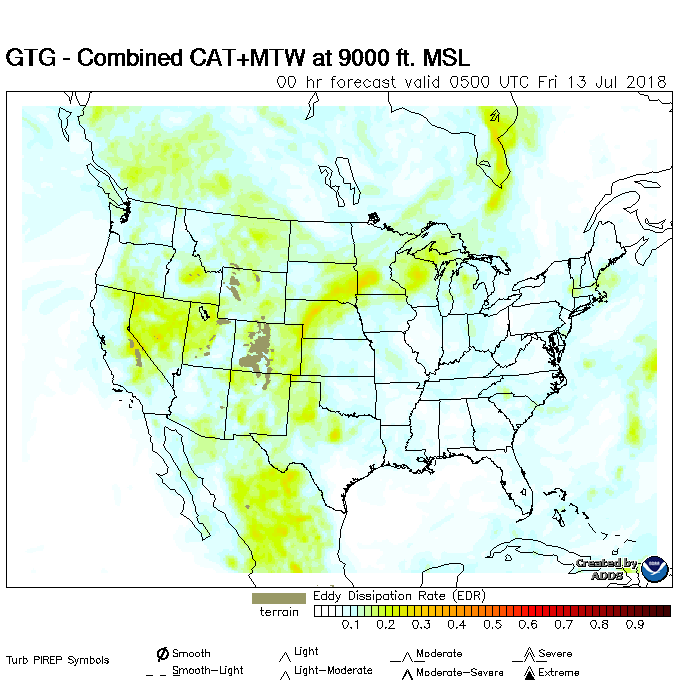 GTG - Combined CAT+MTW at 9000 ft. MSL
00 hr forecast valid 0500 UTC Fri 13 Jul 2018
Created by
ADDS
Eddy Dissipation Rate (EDR)
terrain
0.1 0.2 0.3 0.4 0.5 0.6 0.7 0.8 0.9
Turb PIREP Symbols
Smooth Light Moderate Severe
Smooth-Light Light-Moderate Moderate-Severe Extreme